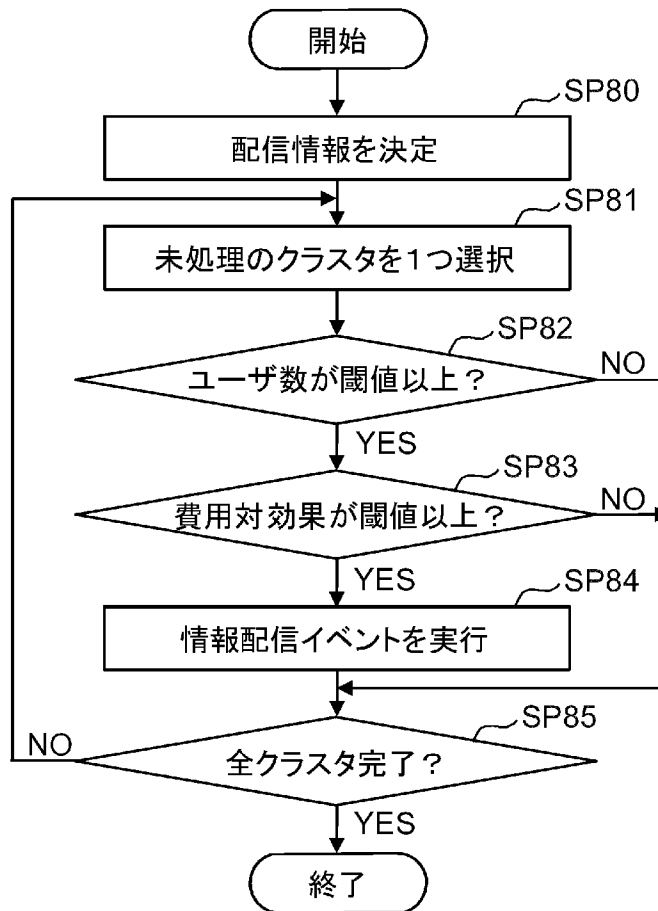 開始
SP80
配信情報を決定
SP81
未処理のクラスタを1つ選択
SP82
ユーザ数が閾値以上？
NO
YES
SP83
費用対効果が閾値以上？
NO
YES
SP84
情報配信イベントを実行
SP85
NO
全クラスタ完了？
YES
終了